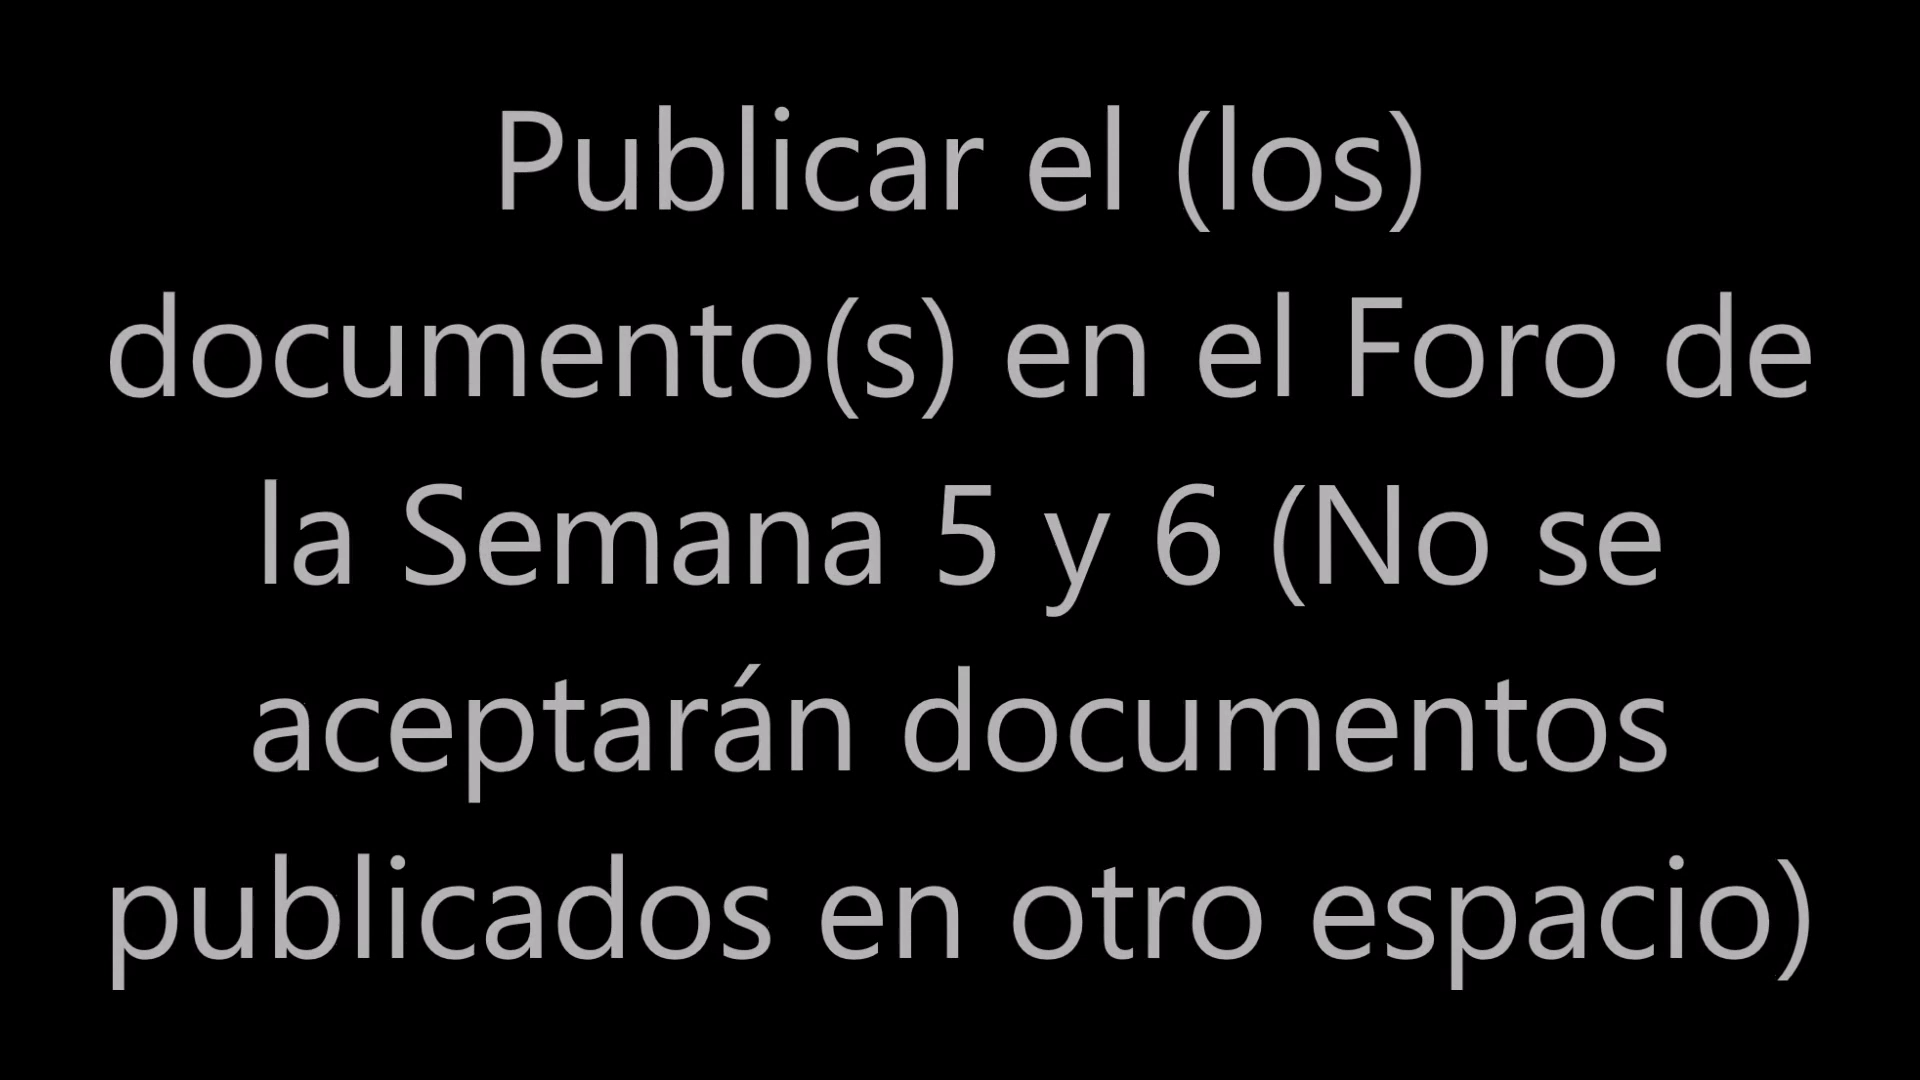 Publicar el (los)
documento(s) en el Foro de
la Semana 5 y 6 (No se
aceptarán documentos
publicados en otro espacio)